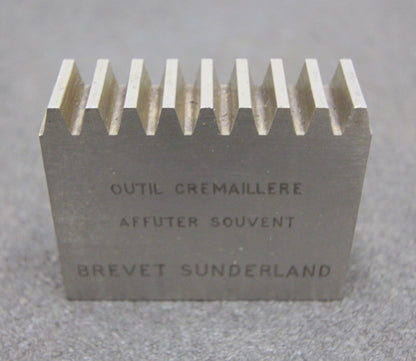 OUTIL CREMAILLERE
AFFUTER SOUVENT
BREVET SUNDERLAND